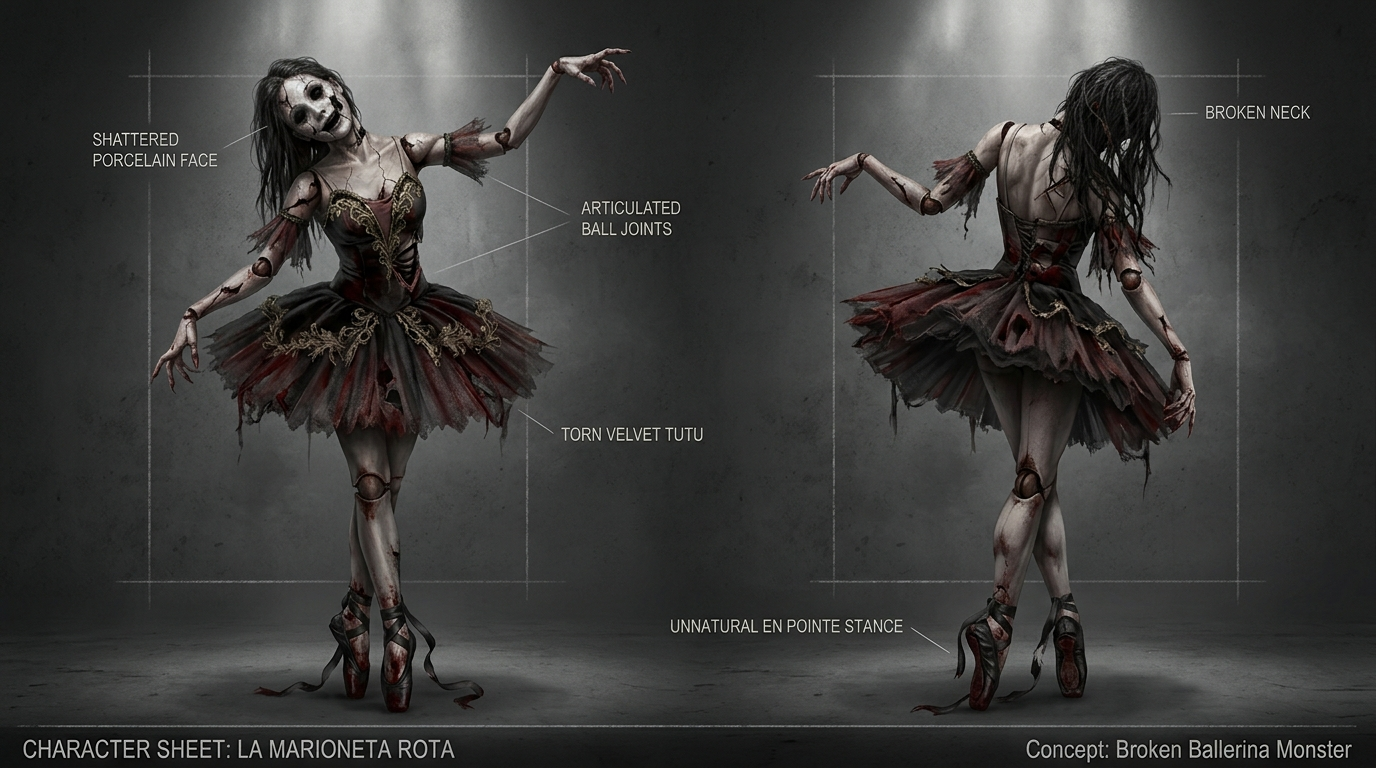 SHATTERED
PORCELAIN FACE
BROKEN NECK
ARTICULATED
BALL JOINTS
TORN VELVET TUTU
UNNATURAL EN POINTE STANCE
CHARACTER SHEET: LA MARIONETA ROTA
Concept: Broken Ballerina Monster